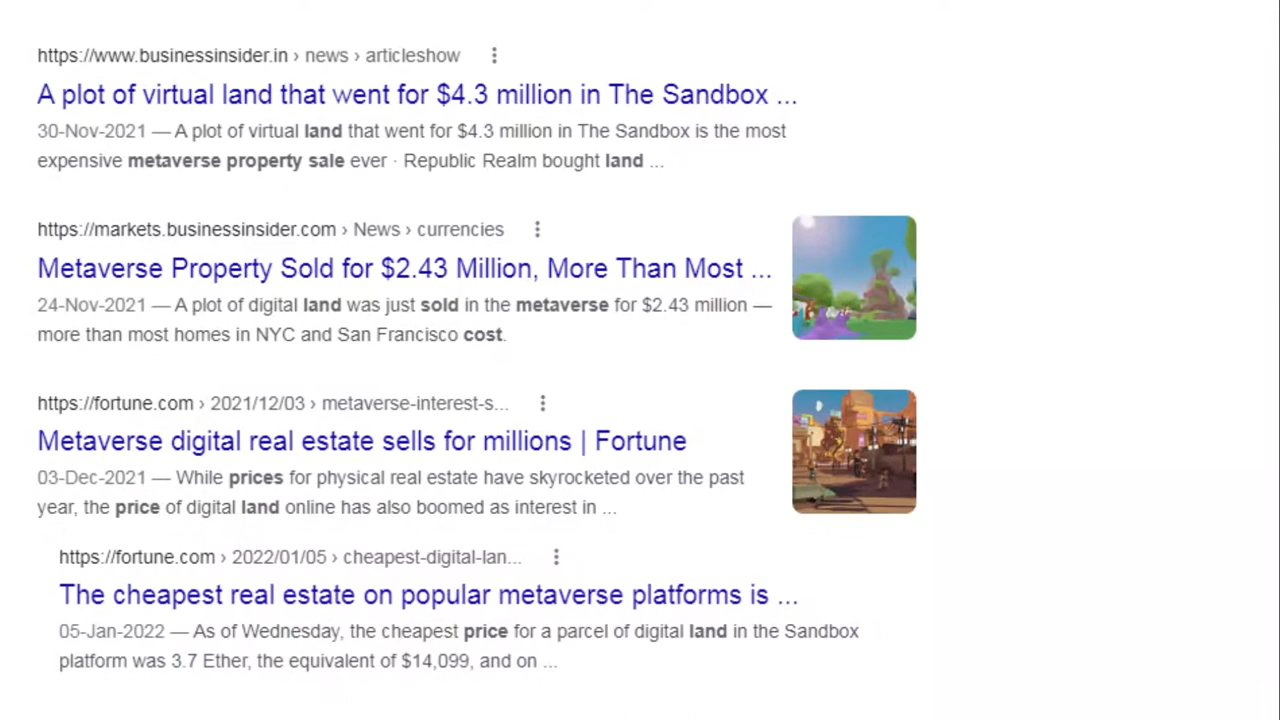 https://www.businessinsider.in › news › articleshow
A plot of virtual land that went for $4.3 million in The Sandbox ...
30-Nov-2021 — A plot of virtual land that went for $4.3 million in The Sandbox is the most
expensive metaverse property sale ever · Republic Realm bought land ...
https://markets.businessinsider.com › News › currencies
Metaverse Property Sold for $2.43 Million, More Than Most ...
24-Nov-2021 — A plot of digital land was just sold in the metaverse for $2.43 million —
more than most homes in NYC and San Francisco cost.
https://fortune.com › 2021/12/03 › metaverse-interest-s...
Metaverse digital real estate sells for millions | Fortune
03-Dec-2021 — While prices for physical real estate have skyrocketed over the past
year, the price of digital land online has also boomed as interest in ...
https://fortune.com › 2022/01/05 › cheapest-digital-lan...
The cheapest real estate on popular metaverse platforms is ...
05-Jan-2022 — As of Wednesday, the cheapest price for a parcel of digital land in the Sandbox
platform was 3.7 Ether, the equivalent of $14,099, and on ...